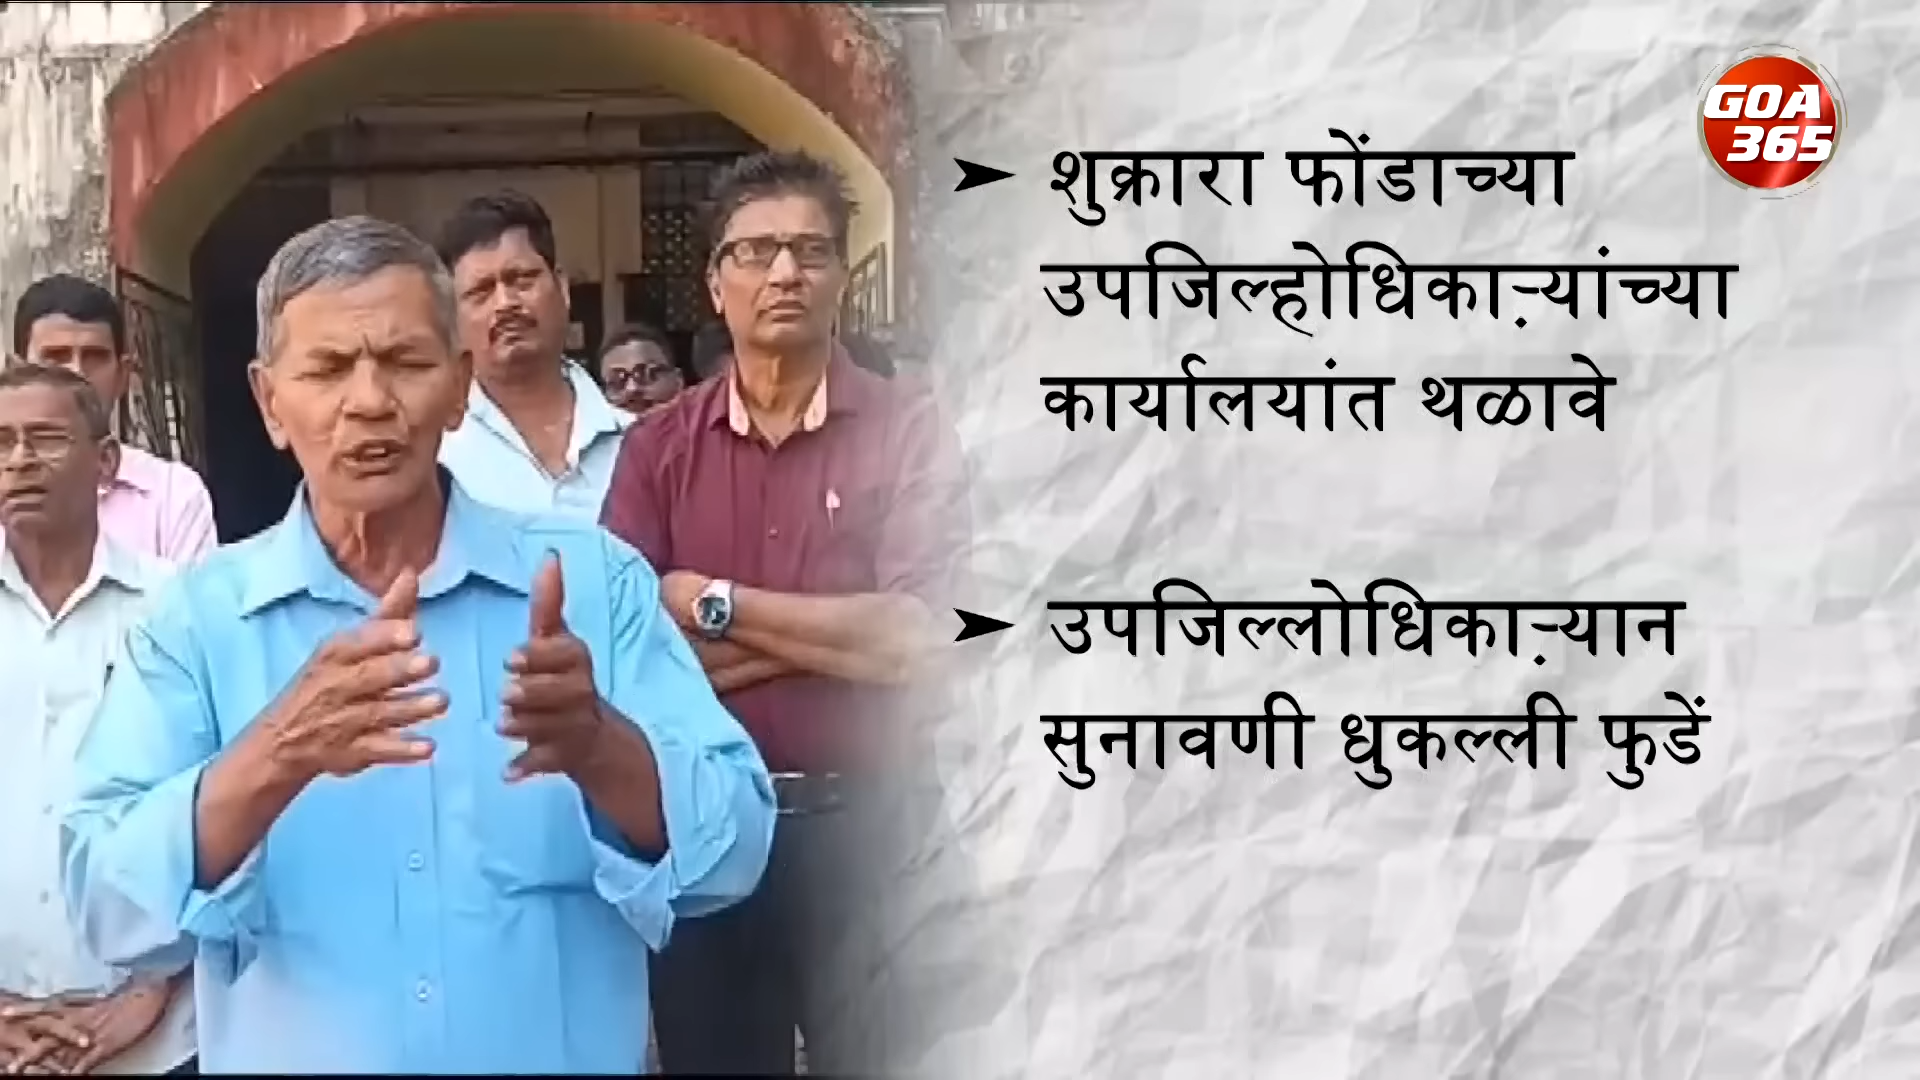 GOA
365
➤ शुक्रारा फोंडाच्या
उपजिल्होधिकाऱ्यांच्या
कार्यालयांत थळावे
➤ उपजिल्लोधिकाऱ्यान
सुनावणी धुकल्ली फुडें